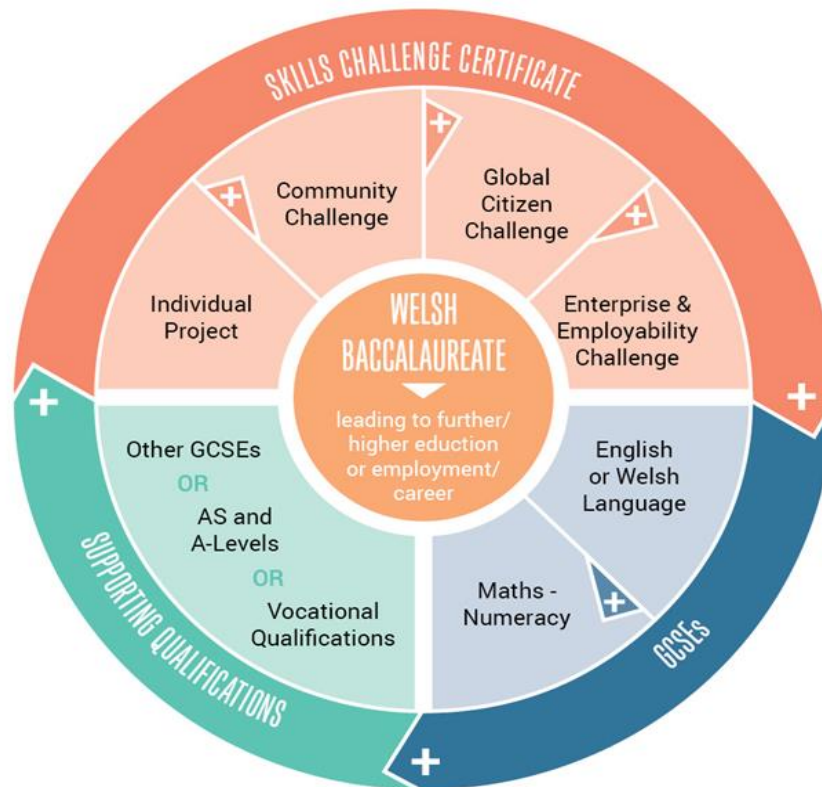 SKILLS CHALLENGE CERTIFICATE
+
+
+
Community
Challenge
Global
Citizen
Challenge
Individual
Project
Enterprise &
Employability
Challenge
WELSH
BACCALAUREATE
leading to further/
higher eduction
or employment/
career
+
+
Other GCSEs
OR
AS and
A-Levels
OR
Vocational
Qualifications
English
or Welsh
Language
Maths -
Numeracy
+
SUPPORTING QUALIFICATIONS
GCSEs
+